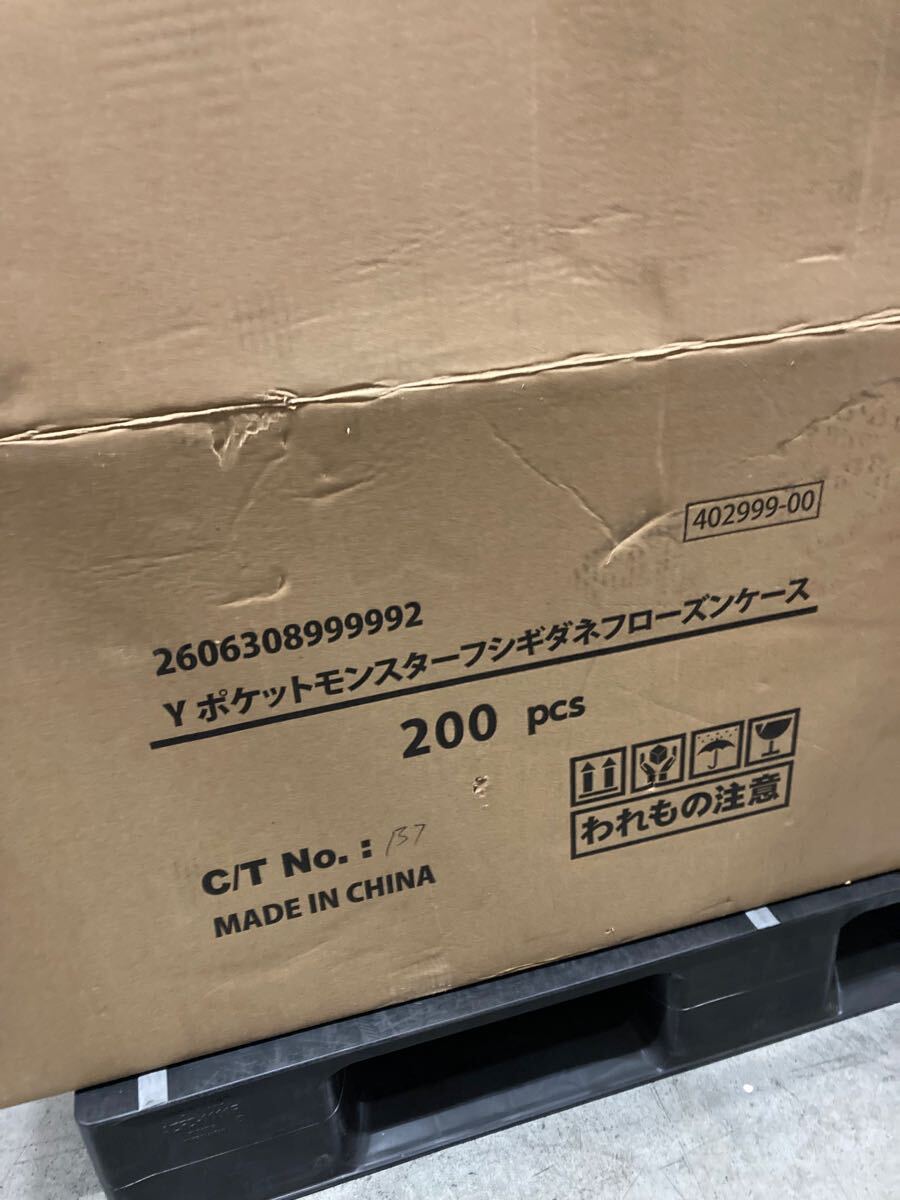 402999-00
2606308999992
Y ポケットモンスターフシギダネフローズンケース
200 pcs
われもの注意
C/T No. : 137
MADE IN CHINA